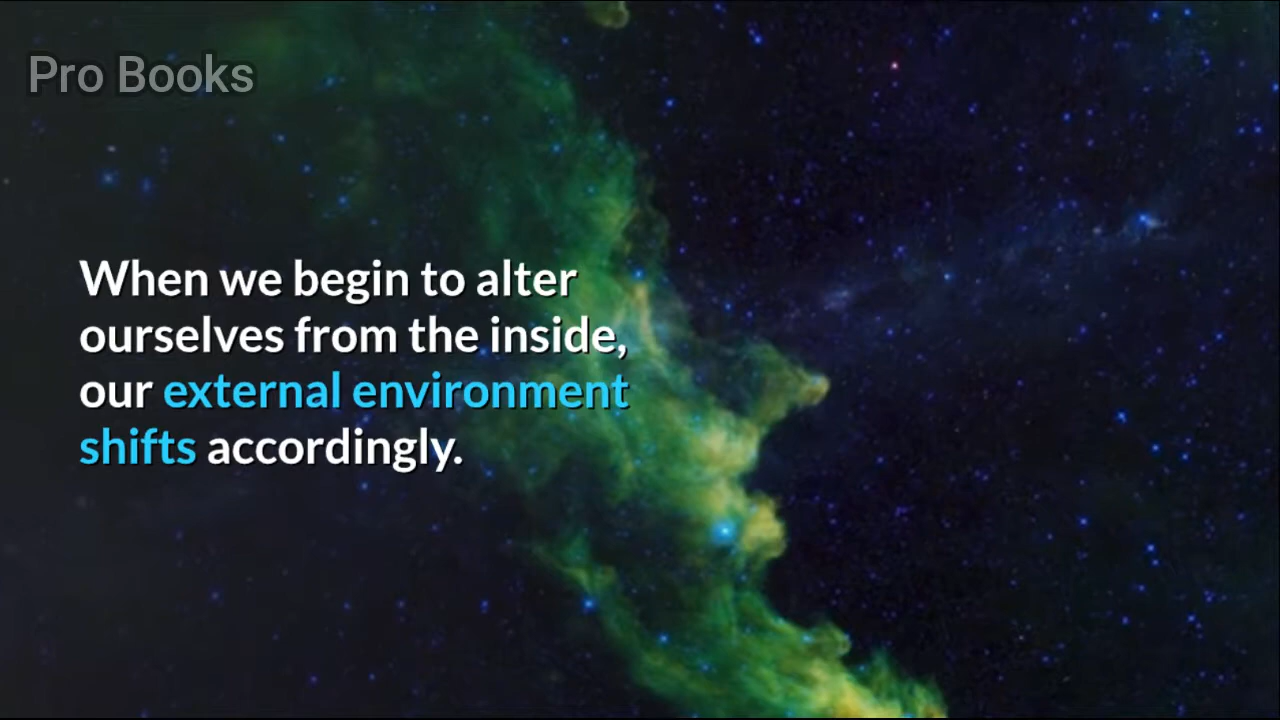 Pro Books
When we begin to alter
ourselves from the inside,
our external environment
shifts accordingly.